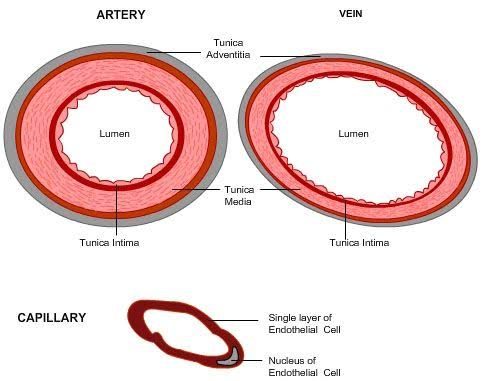 ARTERY
VEIN
Tunica
Adventitia
Lumen
Lumen
Tunica
Media
Tunica Intima
Tunica Intima
CAPILLARY
Single layer of
Endothelial Cell
Nucleus of
Endothelial Cell